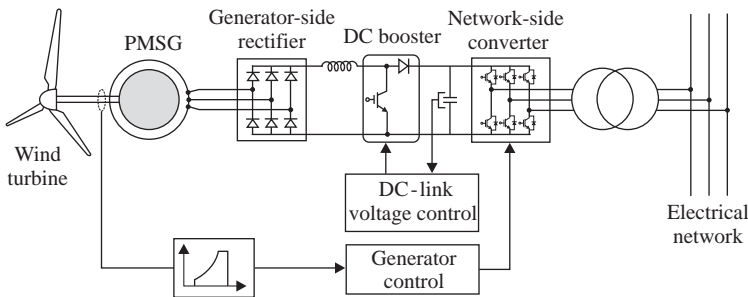 Generator-side
rectifier
Network-side
converter
DC booster
PMSG
Wind
turbine
DC-link
voltage control
Generator
control
Electrical
network